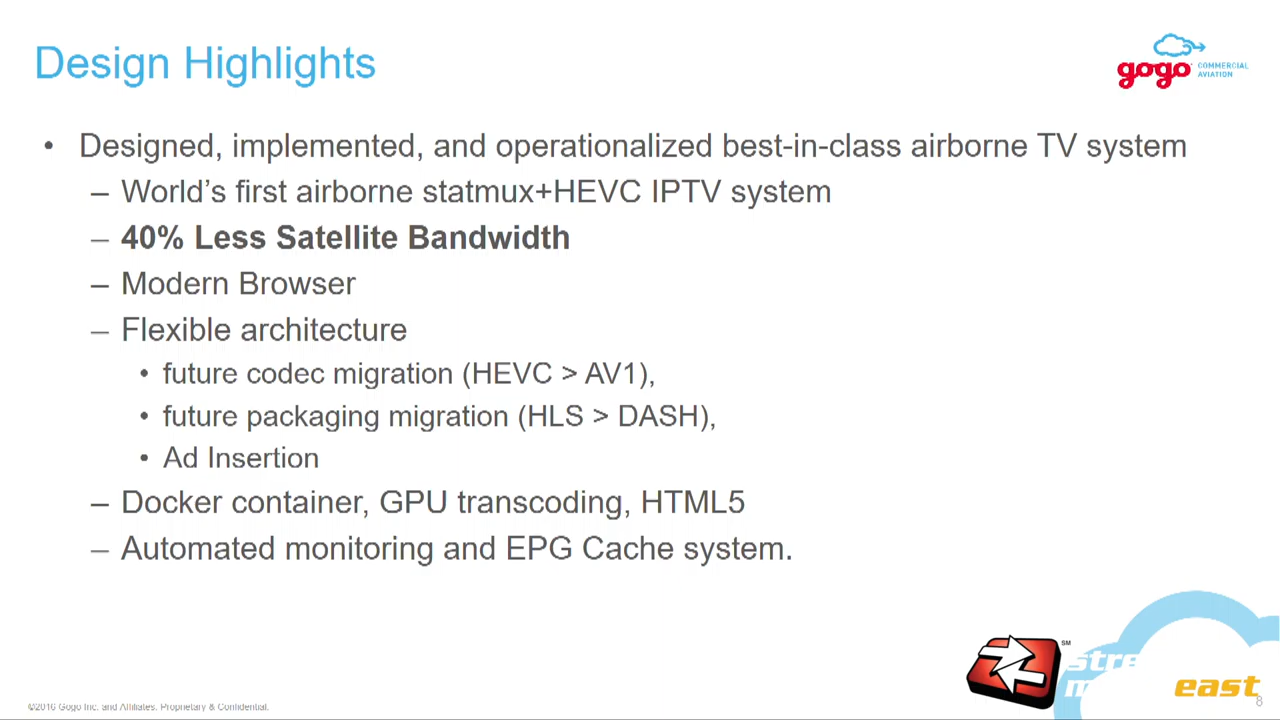 Design Highlights
gogo COMMERCIAL
AVIATION
• Designed, implemented, and operationalized best-in-class airborne TV system
– World's first airborne statmux+HEVC IPTV system
– 40% Less Satellite Bandwidth
– Modern Browser
– Flexible architecture
• future codec migration (HEVC > AV1),
• future packaging migration (HLS > DASH),
• Ad Insertion
– Docker container, GPU transcoding, HTML5
– Automated monitoring and EPG Cache system.
SM
east
©2016 Gogo Inc. and Affiliates. Proprietary & Confidential.
8